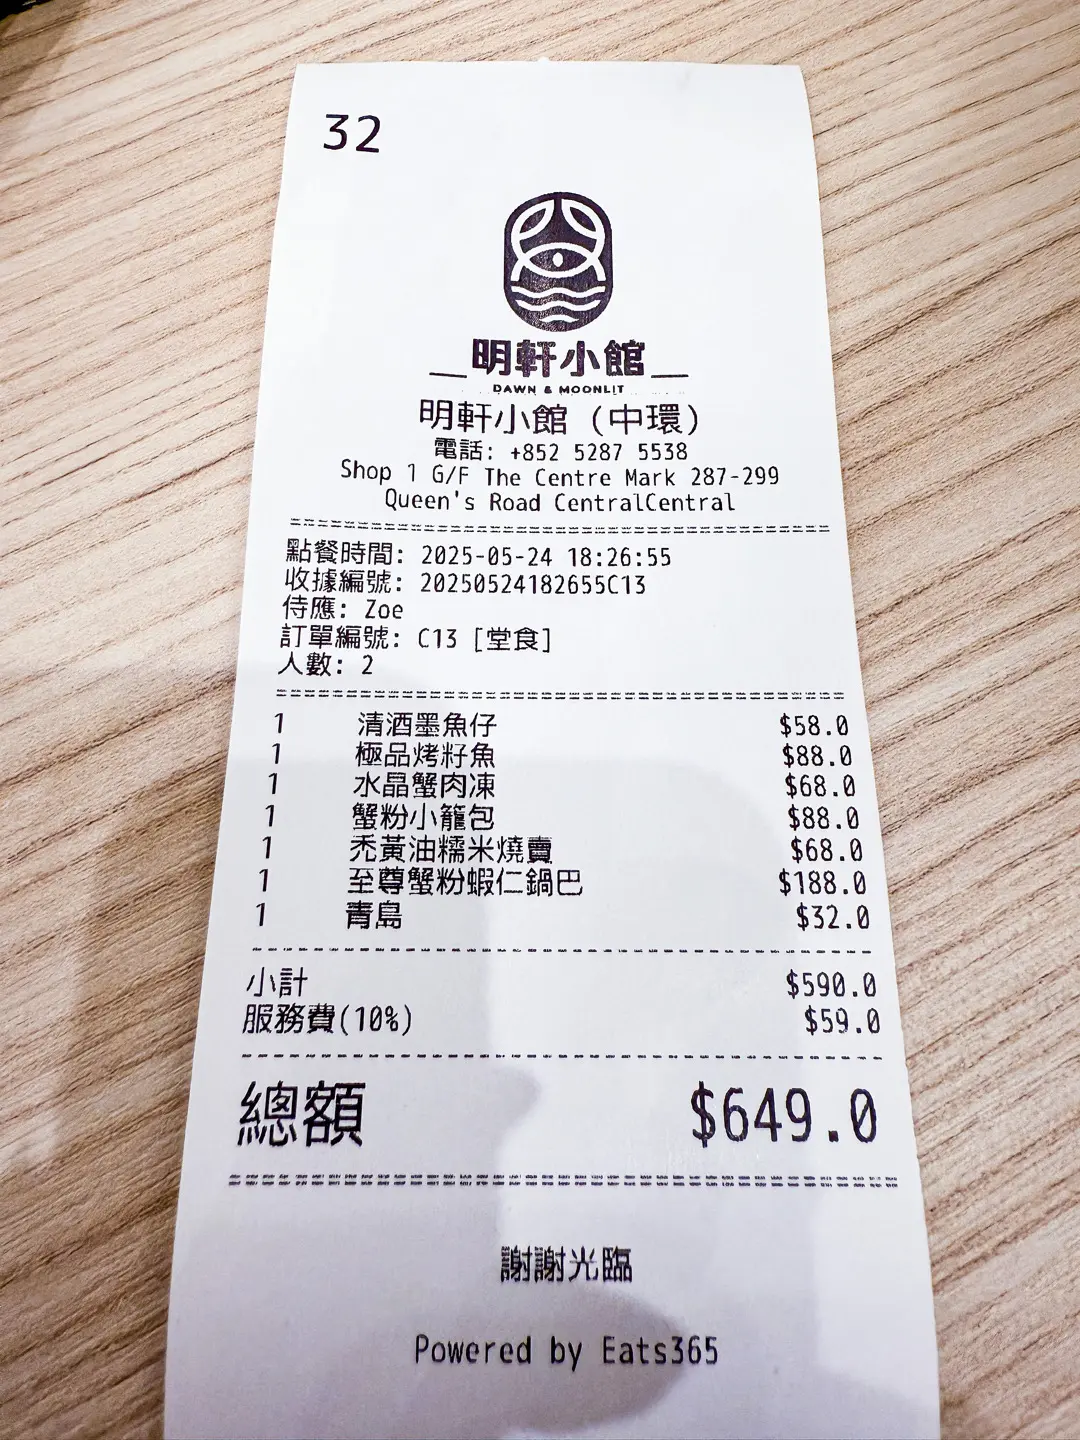 32
明軒小館
DAWN & MOONLIT
明軒小館 (中環)
電話: +852 5287 5538
Shop 1 G/F The Centre Mark 287-299
Queen's Road CentralCentral
點餐時間: 2025-05-24 18:26:55
收據編號: 20250524182655C13
侍應: Zoe
訂單編號: C13 [堂食]
人數: 2
1 清酒墨魚仔 $58.0
1 極品烤籽魚 $88.0
1 水晶蟹肉凍 $68.0
1 蟹粉小籠包 $88.0
1 禿黃油糯米燒賣 $68.0
1 至尊蟹粉蝦仁鍋巴 $188.0
1 青島 $32.0
小計 $590.0
服務費(10%) $59.0
總額 $649.0
謝謝光臨
Powered by Eats365